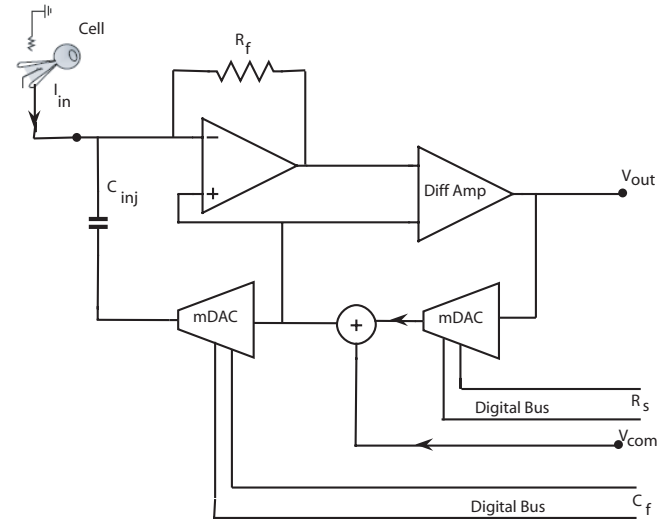 Cell
R f
I in
−
+
C inj
Diff Amp
V out
mDAC
+
mDAC
R s
Digital Bus
V com
C f
Digital Bus